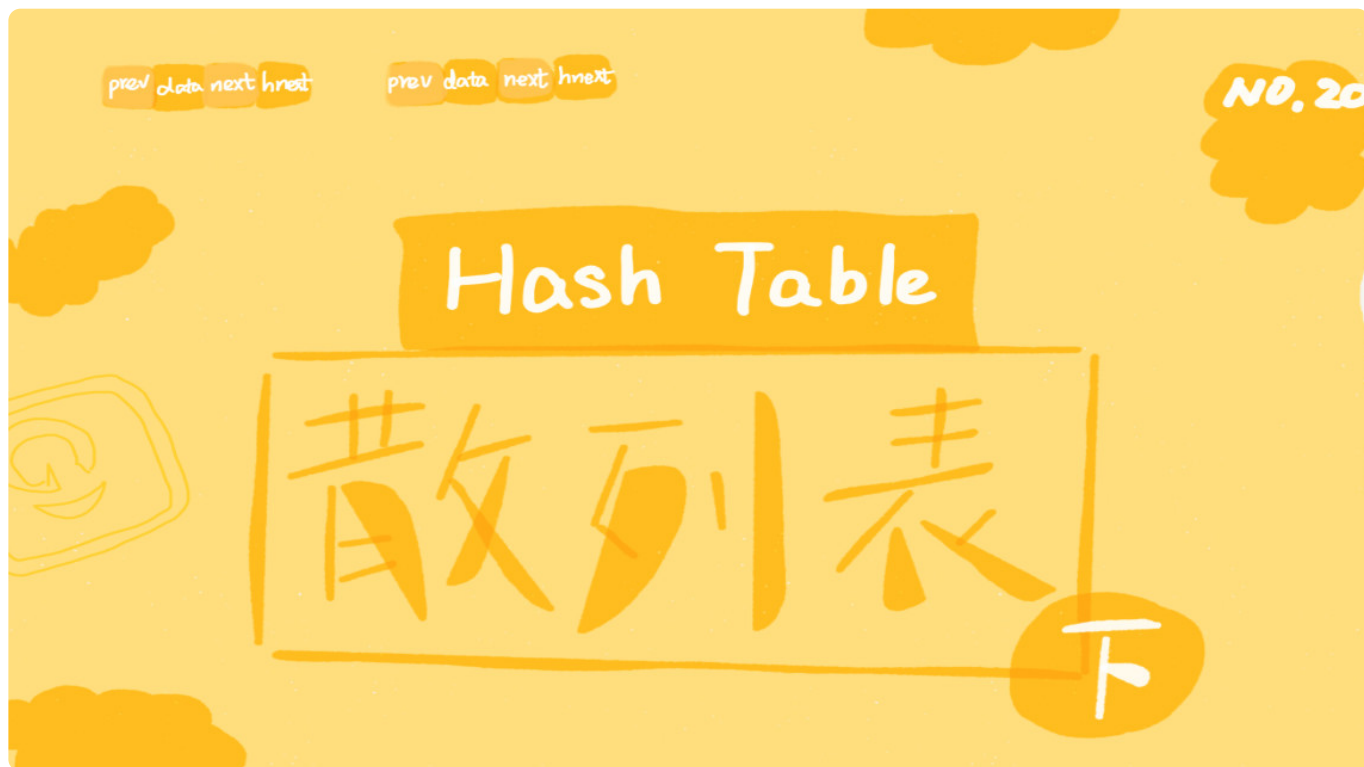 prev data next hnext prev data next hnext
NO. 20
Hash Table
散列表
下